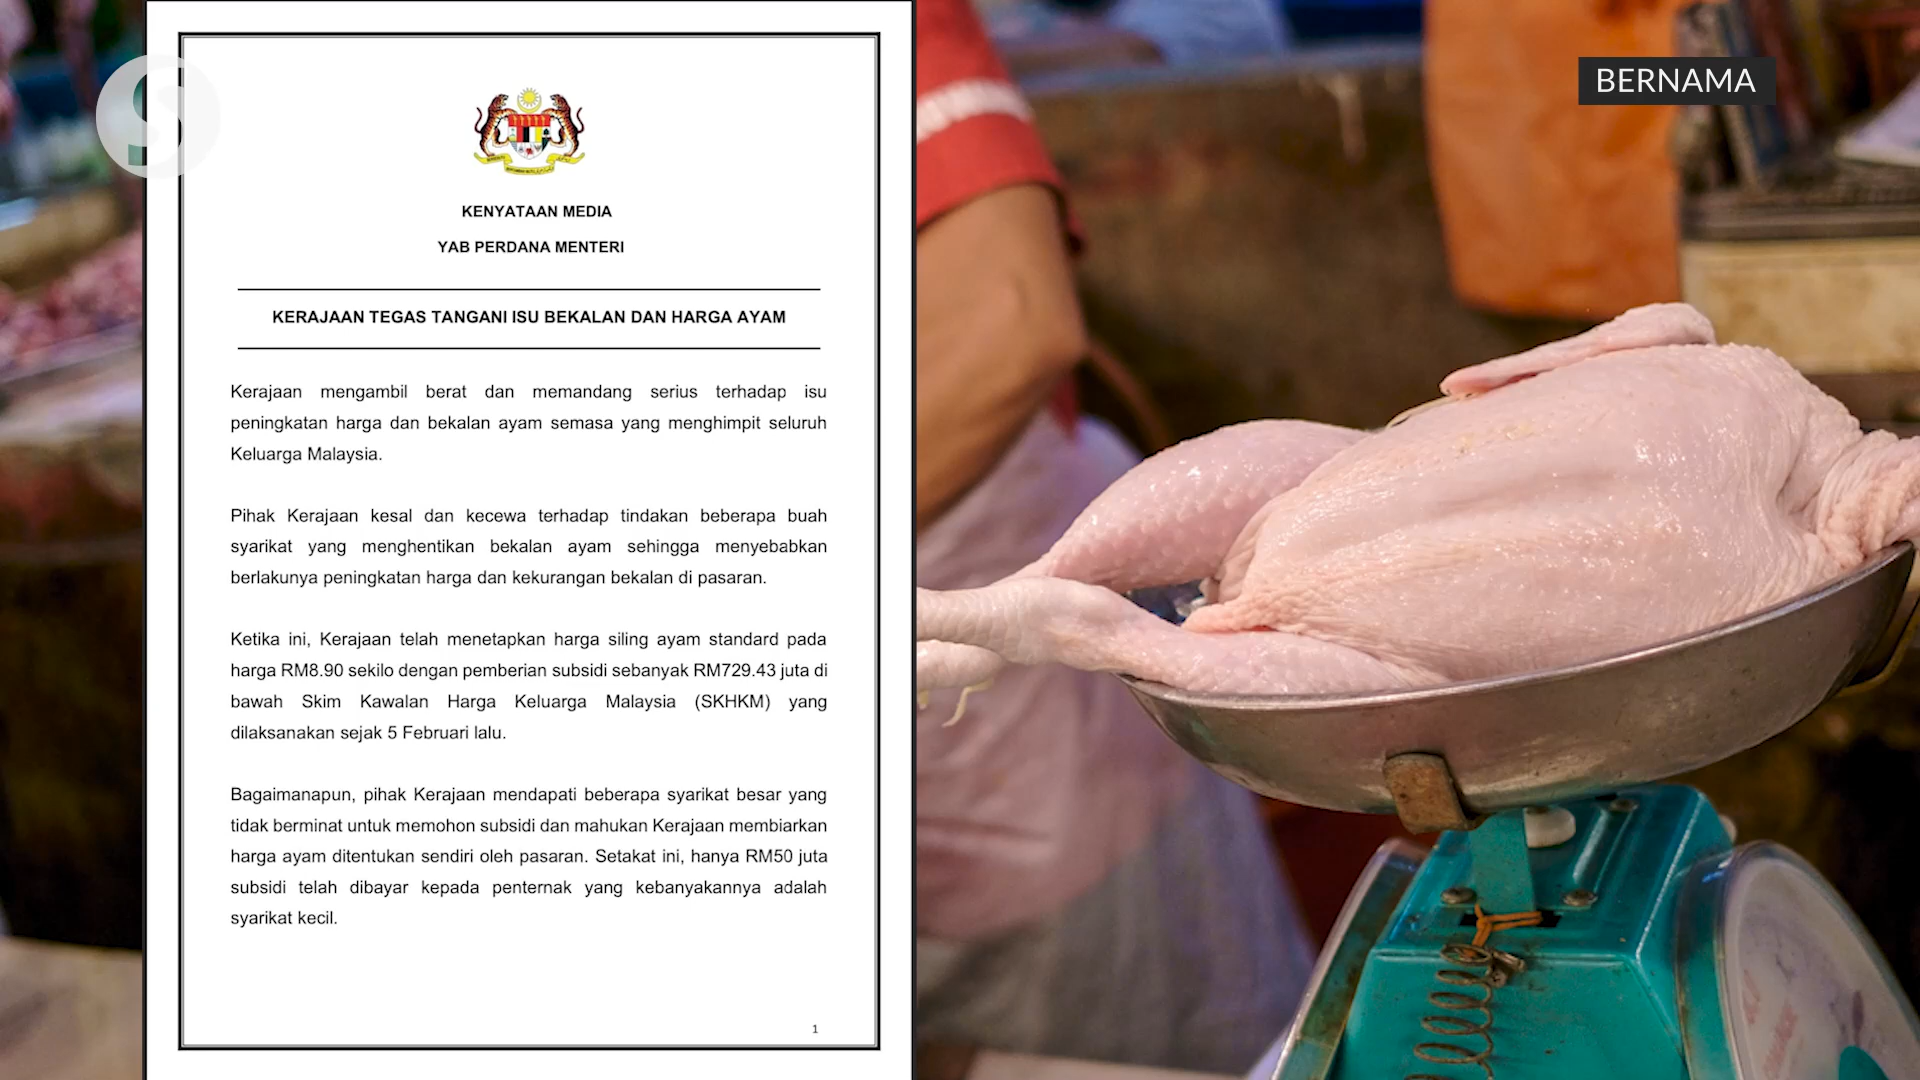 S
BERNAMA
KENYATAAN MEDIA
YAB PERDANA MENTERI
KERAJAAN TEGAS TANGANI ISU BEKALAN DAN HARGA AYAM
Kerajaan mengambil berat dan memandang serius terhadap isu
peningkatan harga dan bekalan ayam semasa yang menghimpit seluruh
Keluarga Malaysia.
Pihak Kerajaan kesal dan kecewa terhadap tindakan beberapa buah
syarikat yang menghentikan bekalan ayam sehingga menyebabkan
berlakunya peningkatan harga dan kekurangan bekalan di pasaran.
Ketika ini, Kerajaan telah menetapkan harga siling ayam standard pada
harga RM8.90 sekilo dengan pemberian subsidi sebanyak RM729.43 juta di
bawah Skim Kawalan Harga Keluarga Malaysia (SKHKM) yang
dilaksanakan sejak 5 Februari lalu.
Bagaimanapun, pihak Kerajaan mendapati beberapa syarikat besar yang
tidak berminat untuk memohon subsidi dan mahukan Kerajaan membiarkan
harga ayam ditentukan sendiri oleh pasaran. Setakat ini, hanya RM50 juta
subsidi telah dibayar kepada penternak yang kebanyakannya adalah
syarikat kecil.
1